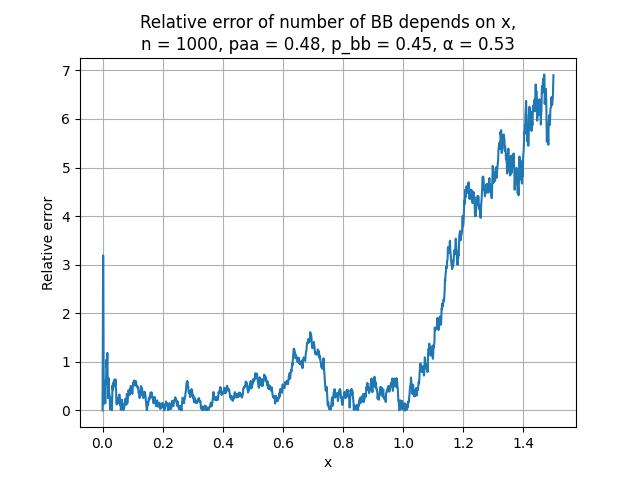 Relative error of number of BB depends on x,
n = 1000, paa = 0.48, p_bb = 0.45, α = 0.53
7
6
5
4
3
2
1
0
Relative error
0.0 0.2 0.4 0.6 0.8 1.0 1.2 1.4
x